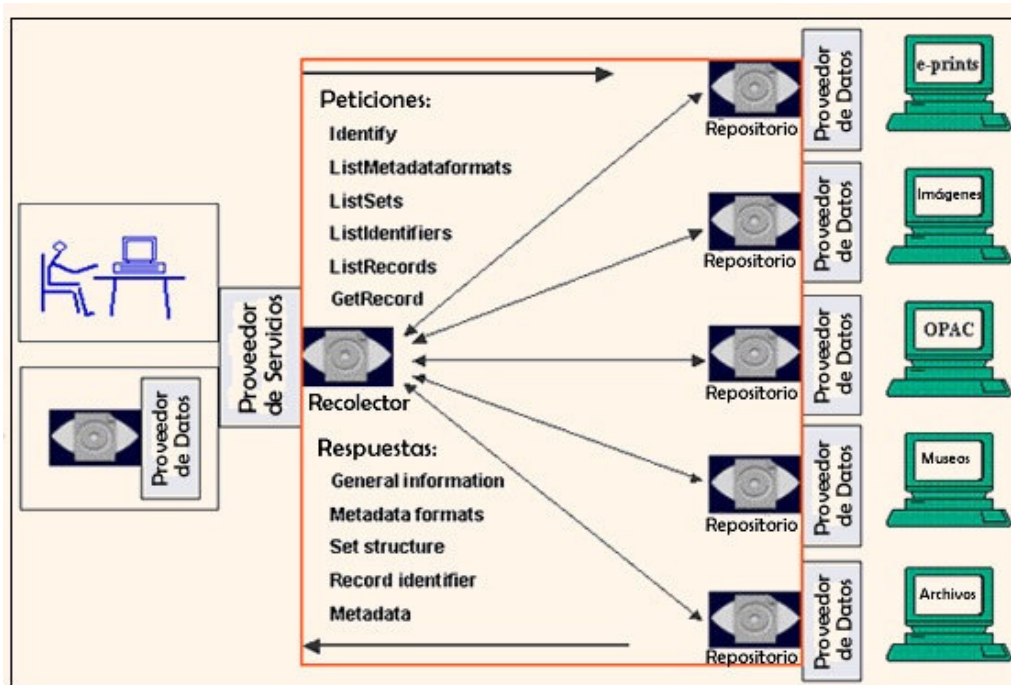 Peticiones:
Identify
ListMetadataformats
ListSets
ListIdentifiers
ListRecords
GetRecord
Proveedor
de Servicios
Proveedor
de Datos
Recolector
Respuestas:
General information
Metadata formats
Set structure
Record identifier
Metadata
Repositorio
Proveedor
de Datos
e-prints
Repositorio
Proveedor
de Datos
Imágenes
Repositorio
Proveedor
de Datos
OPAC
Repositorio
Proveedor
de Datos
Museos
Repositorio
Proveedor
de Datos
Archivos